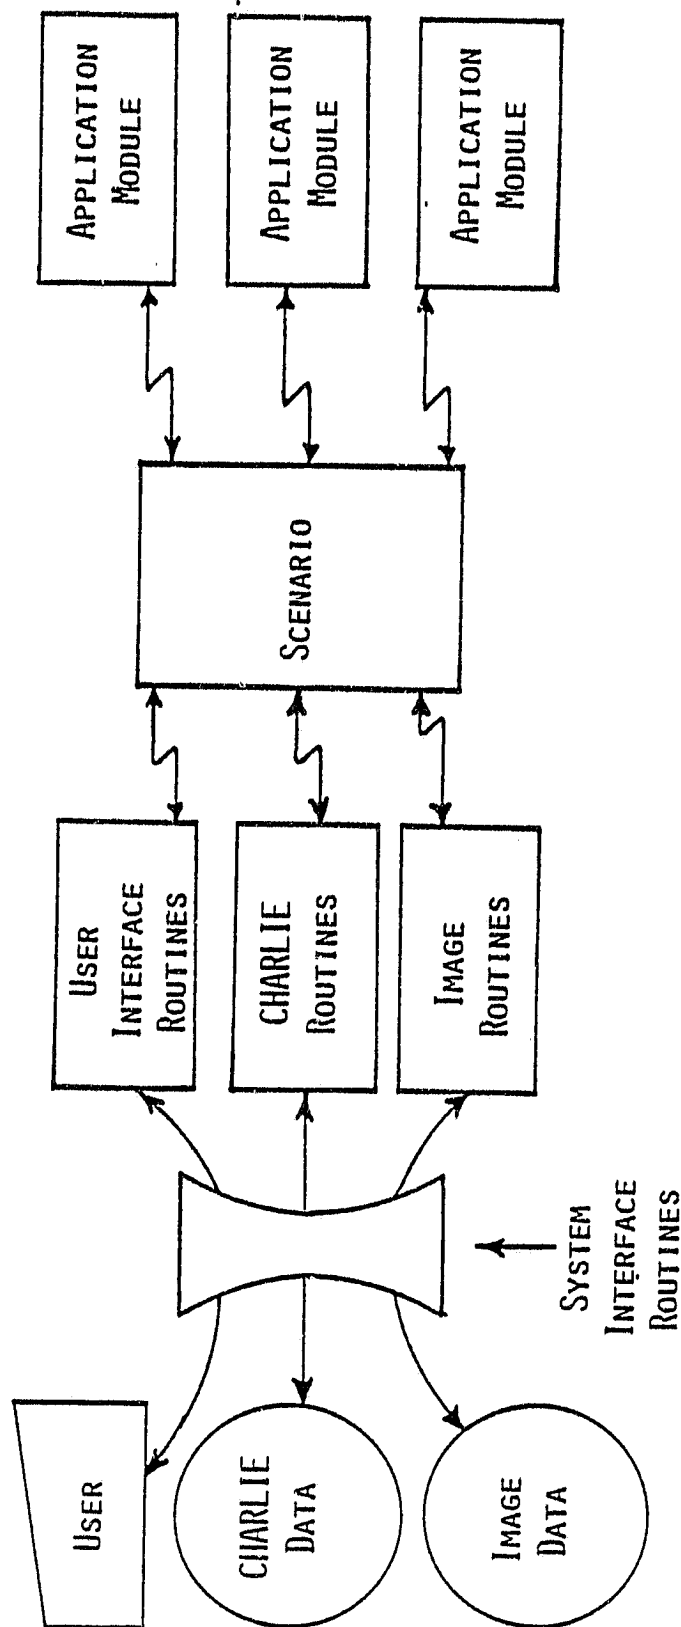 USER
CHARLIE
DATA
IMAGE
DATA
SYSTEM
INTERFACE
ROUTINES
USER
INTERFACE
ROUTINES
CHARLIE
ROUTINES
IMAGE
ROUTINES
SCENARIO
APPLICATION
MODULE
APPLICATION
MODULE
APPLICATION
MODULE